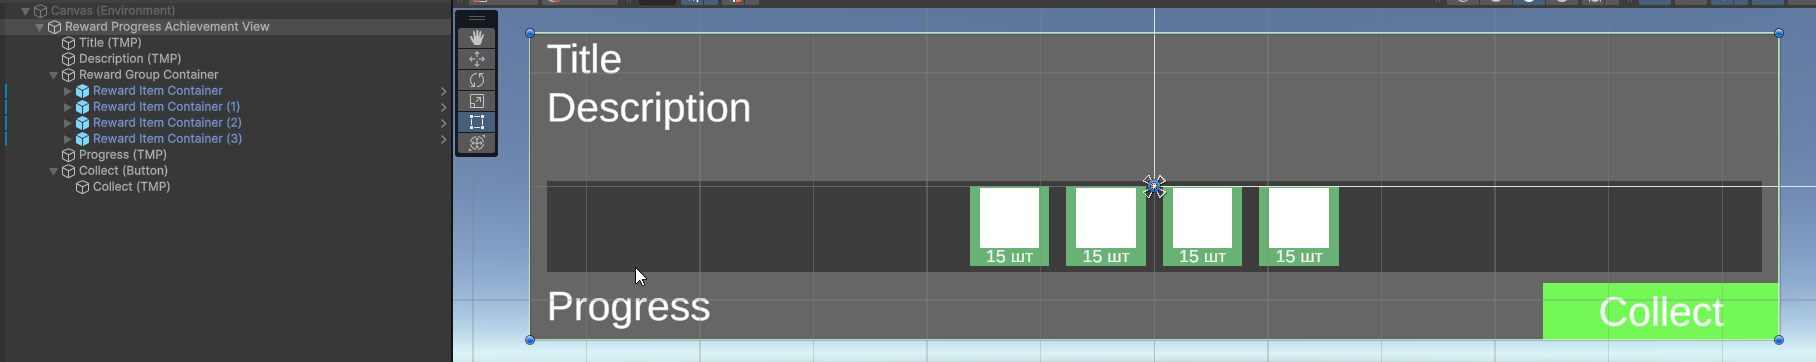 Canvas (Environment)
Reward Progress Achievement View
Title (TMP)
Description (TMP)
Reward Group Container
Reward Item Container
Reward Item Container (1)
Reward Item Container (2)
Reward Item Container (3)
Progress (TMP)
Collect (Button)
Collect (TMP)
Title
Description
15 шт 15 шт 15 шт 15 шт
Progress
Collect